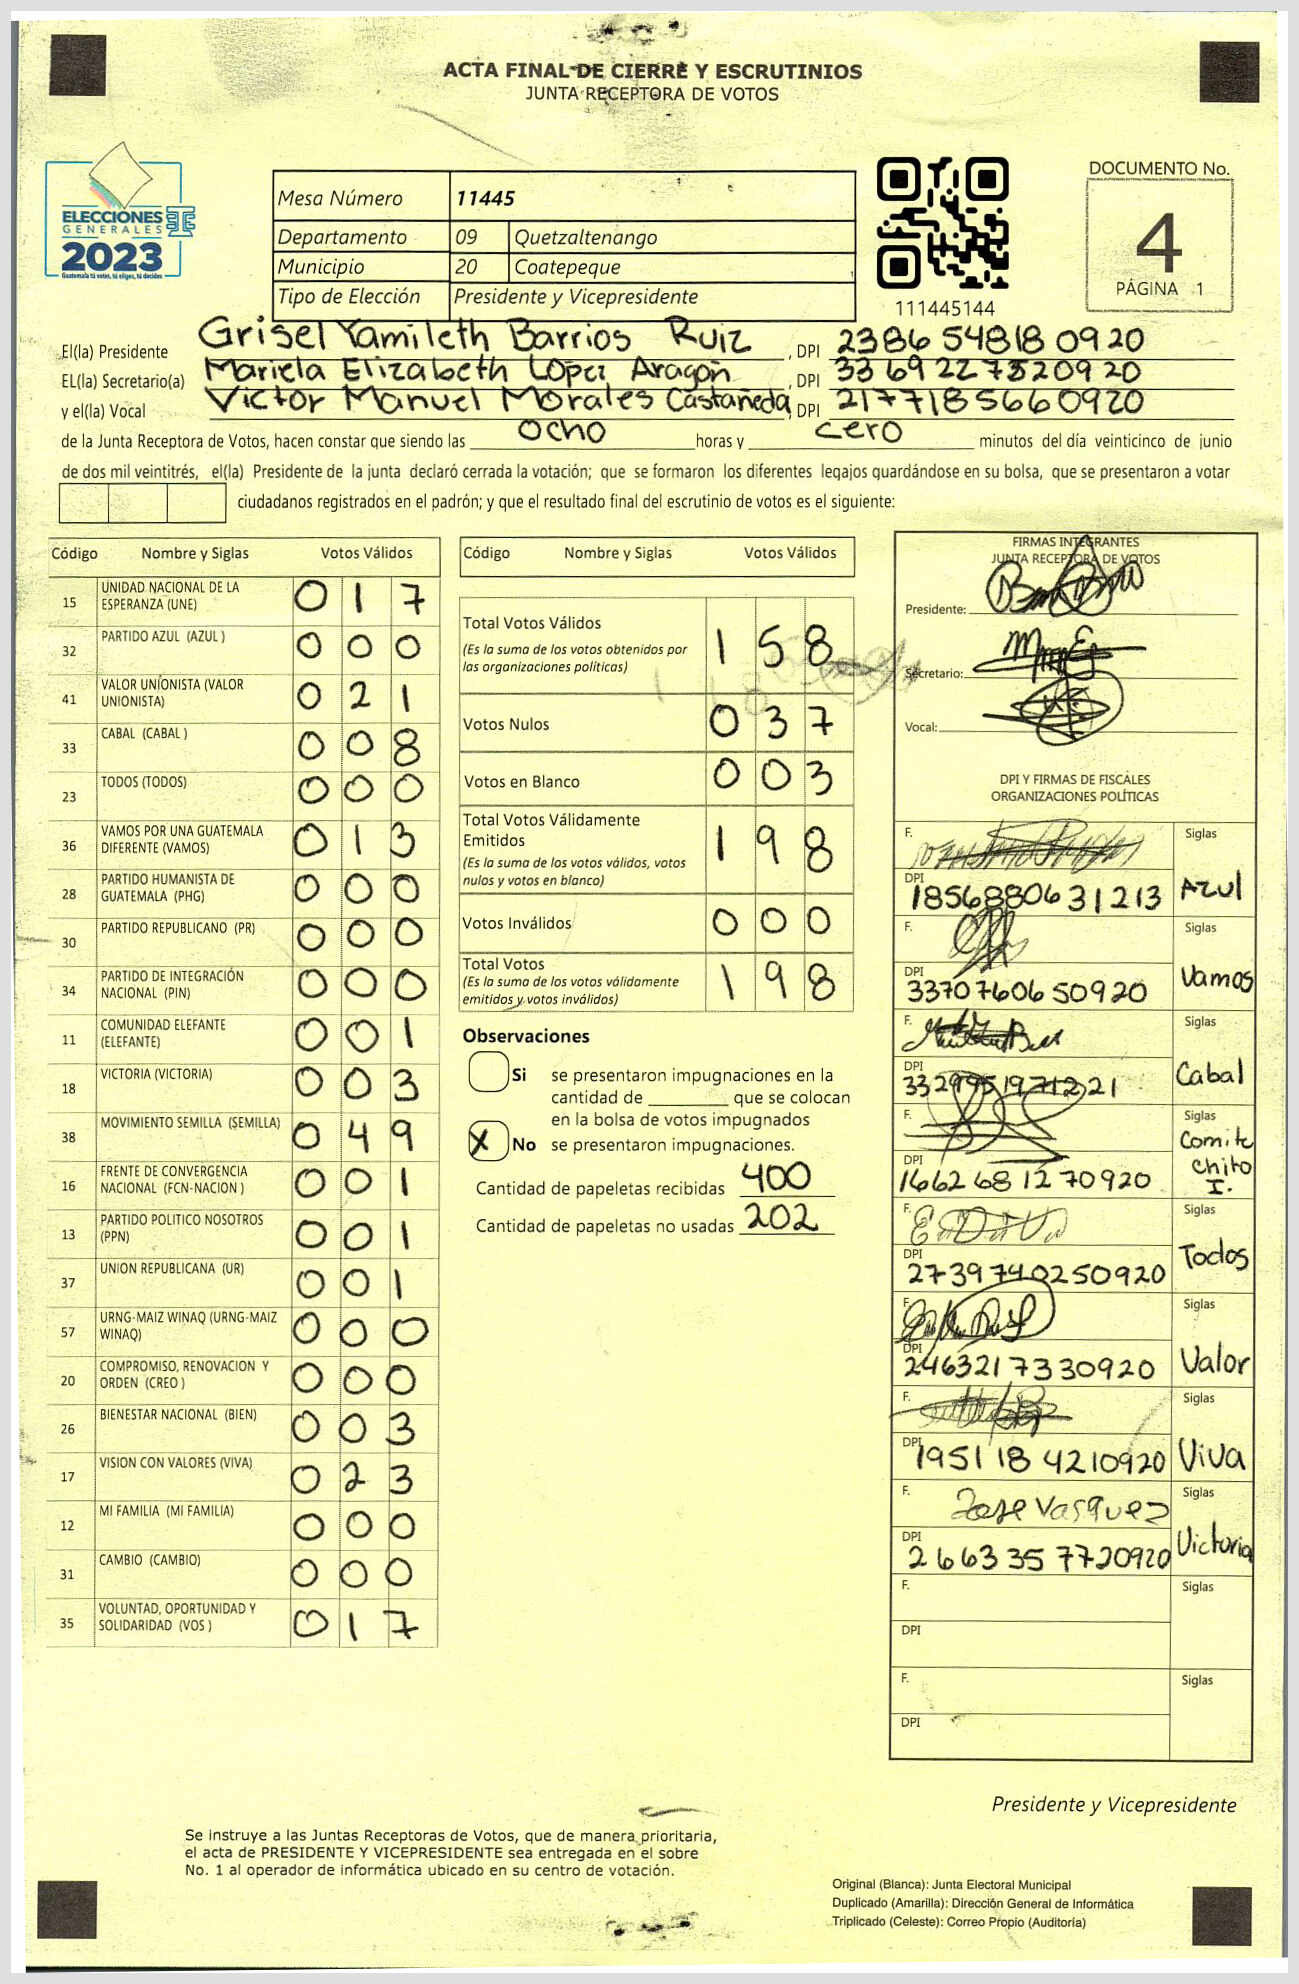 ACTA FINAL DE CIERRE Y ESCRUTINIOS
JUNTA RECEPTORA DE VOTOS
ELECCIONES
GENERALES
2023
Guatemala tú votas, tú eliges, tú decides
Mesa Número 11445
Departamento 09 Quetzaltenango
Municipio 20 Coatepeque
Tipo de Elección Presidente y Vicepresidente
111445144
DOCUMENTO No.
4
PÁGINA 1
El(la) Presidente Grisel Yamileth Barrios Ruiz , DPI 2386 54818 0920
EL(la) Secretario(a) Mariela Elizabeth López Aragón , DPI 33 69 22 73 20920
y el(la) Vocal Victor Manuel Morales Castañeda , DPI 2177185660920
de la Junta Receptora de Votos, hacen constar que siendo las ocho horas y cero minutos del día veinticinco de junio
de dos mil veintitrés, el(la) Presidente de la junta declaró cerrada la votación; que se formaron los diferentes legajos guardándose en su bolsa, que se presentaron a votar
ciudadanos registrados en el padrón; y que el resultado final del escrutinio de votos es el siguiente:
Código Nombre y Siglas Votos Válidos
15 UNIDAD NACIONAL DE LA ESPERANZA (UNE) 0 1 7
32 PARTIDO AZUL (AZUL ) 0 0 0
41 VALOR UNIONISTA (VALOR UNIONISTA) 0 2 1
33 CABAL (CABAL ) 0 0 8
23 TODOS (TODOS) 0 0 0
36 VAMOS POR UNA GUATEMALA DIFERENTE (VAMOS) 0 1 3
28 PARTIDO HUMANISTA DE GUATEMALA (PHG) 0 0 0
30 PARTIDO REPUBLICANO (PR) 0 0 0
34 PARTIDO DE INTEGRACIÓN NACIONAL (PIN) 0 0 0
11 COMUNIDAD ELEFANTE (ELEFANTE) 0 0 1
18 VICTORIA (VICTORIA) 0 0 3
38 MOVIMIENTO SEMILLA (SEMILLA) 0 4 9
16 FRENTE DE CONVERGENCIA NACIONAL (FCN-NACION ) 0 0 1
13 PARTIDO POLITICO NOSOTROS (PPN) 0 0 1
37 UNION REPUBLICANA (UR) 0 0 1
57 URNG-MAIZ WINAQ (URNG-MAIZ WINAQ) 0 0 0
20 COMPROMISO, RENOVACION Y ORDEN (CREO ) 0 0 0
26 BIENESTAR NACIONAL (BIEN) 0 0 3
17 VISION CON VALORES (VIVA) 0 2 3
12 MI FAMILIA (MI FAMILIA) 0 0 0
31 CAMBIO (CAMBIO) 0 0 0
35 VOLUNTAD, OPORTUNIDAD Y SOLIDARIDAD (VOS ) 0 1 7
Código Nombre y Siglas Votos Válidos
Total Votos Válidos 1 5 8
(Es la suma de los votos obtenidos por
las organizaciones políticas)
Votos Nulos 0 3 7
Votos en Blanco 0 0 3
Total Votos Válidamente
Emitidos 1 9 8
(Es la suma de los votos válidos, votos
nulos y votos en blanco)
Votos Inválidos 0 0 0
Total Votos 1 9 8
(Es la suma de los votos válidamente
emitidos y votos inválidos)
Observaciones
Si se presentaron impugnaciones en la
cantidad de ________ que se colocan
en la bolsa de votos impugnados
X No se presentaron impugnaciones.
Cantidad de papeletas recibidas 400
Cantidad de papeletas no usadas 202
FIRMAS INTEGRANTES
JUNTA RECEPTORA DE VOTOS
Presidente:
Secretario:
Vocal:
DPI Y FIRMAS DE FISCALES
ORGANIZACIONES POLÍTICAS
F. Siglas
DPI 1856880631213 Azul
F. Siglas
DPI 3370760650920 Vamos
F. Siglas
DPI 3329951971221 Cabal
F. Siglas
DPI 1662681270920 Comite Chito I.
F. Siglas
DPI 2739740250920 Todos
F. Siglas
DPI 2463217330920 Valor
F. Siglas
DPI 1951184210920 Viva
F. Jose Vasquez Siglas
DPI 2663357720920 Victoria
F. Siglas
DPI
F. Siglas
DPI
Presidente y Vicepresidente
Se instruye a las Juntas Receptoras de Votos, que de manera prioritaria,
el acta de PRESIDENTE Y VICEPRESIDENTE sea entregada en el sobre
No. 1 al operador de informática ubicado en su centro de votación.
Original (Blanca): Junta Electoral Municipal
Duplicado (Amarilla): Dirección General de Informática
Triplicado (Celeste): Correo Propio (Auditoría)